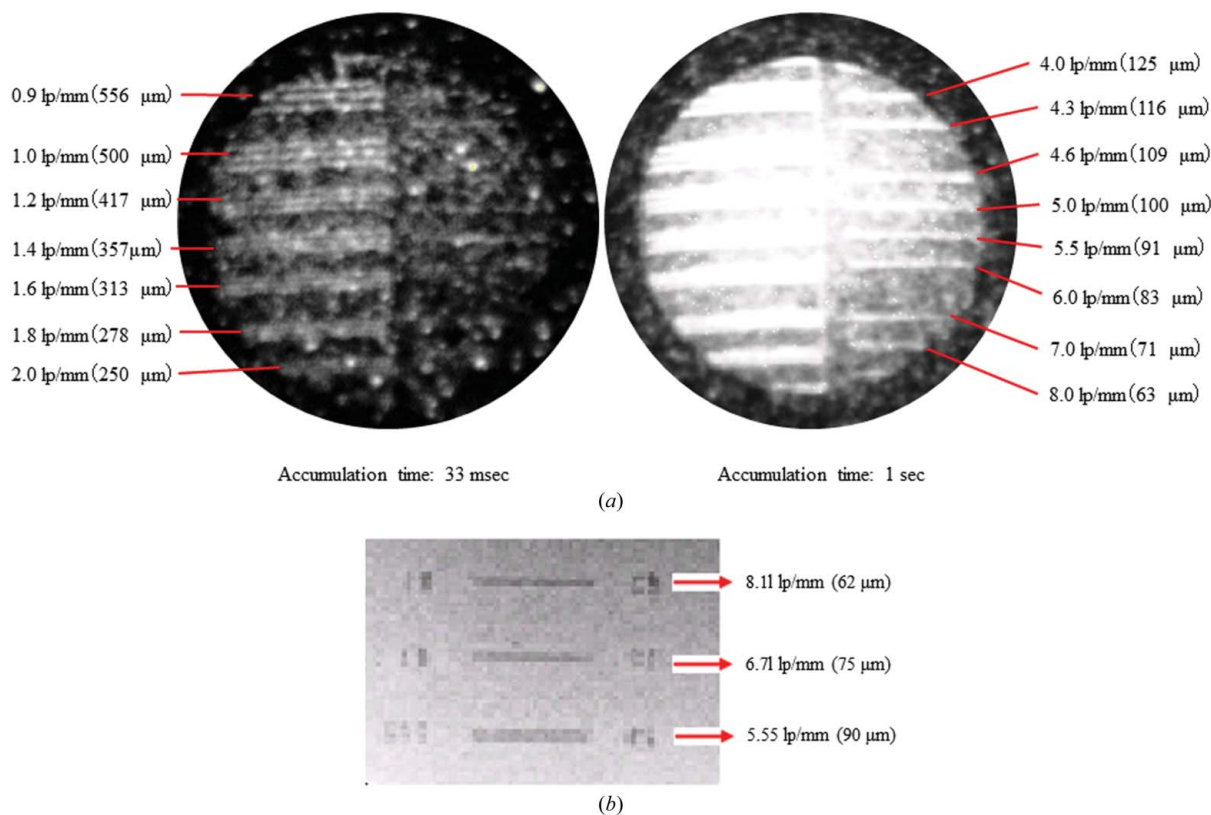 0.9 lp/mm (556 μm)
1.0 lp/mm (500 μm)
1.2 lp/mm (417 μm)
1.4 lp/mm (357μm)
1.6 lp/mm (313 μm)
1.8 lp/mm (278 μm)
2.0 lp/mm (250 μm)
4.0 lp/mm (125 μm)
4.3 lp/mm (116 μm)
4.6 lp/mm (109 μm)
5.0 lp/mm (100 μm)
5.5 lp/mm (91 μm)
6.0 lp/mm (83 μm)
7.0 lp/mm (71 μm)
8.0 lp/mm (63 μm)
Accumulation time: 33 msec
Accumulation time: 1 sec
(a)
8.1l lp/mm (62 μm)
6.7l lp/mm (75 μm)
5.55 lp/mm (90 μm)
(b)